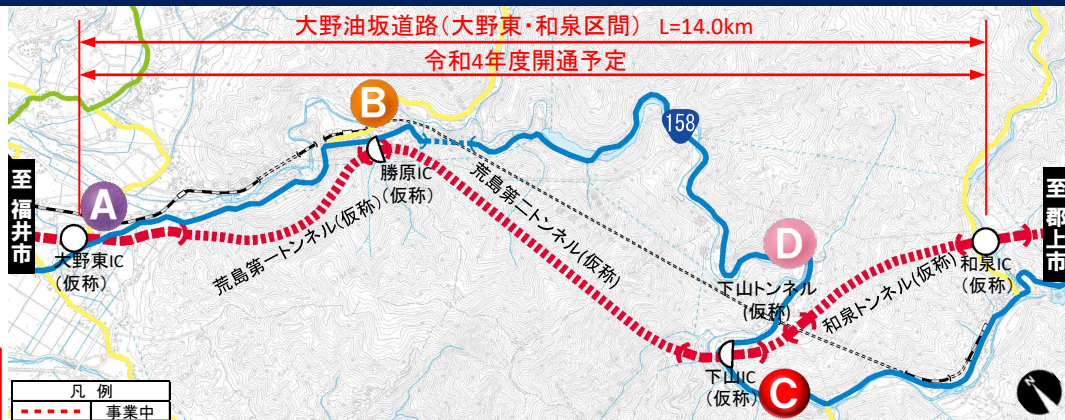 大野油坂道路(大野東・和泉区間) L=14.0km
令和4年度開通予定
B
158
至 福井市
A
勝原IC
(仮称)
荒島第二トンネル(仮称)
至 郡上市
大野東IC
(仮称)
荒島第一トンネル(仮称)
D
下山トンネル
(仮称)
和泉トンネル(仮称)
和泉IC
(仮称)
下山IC
(仮称)
C
凡 例
事業中
N